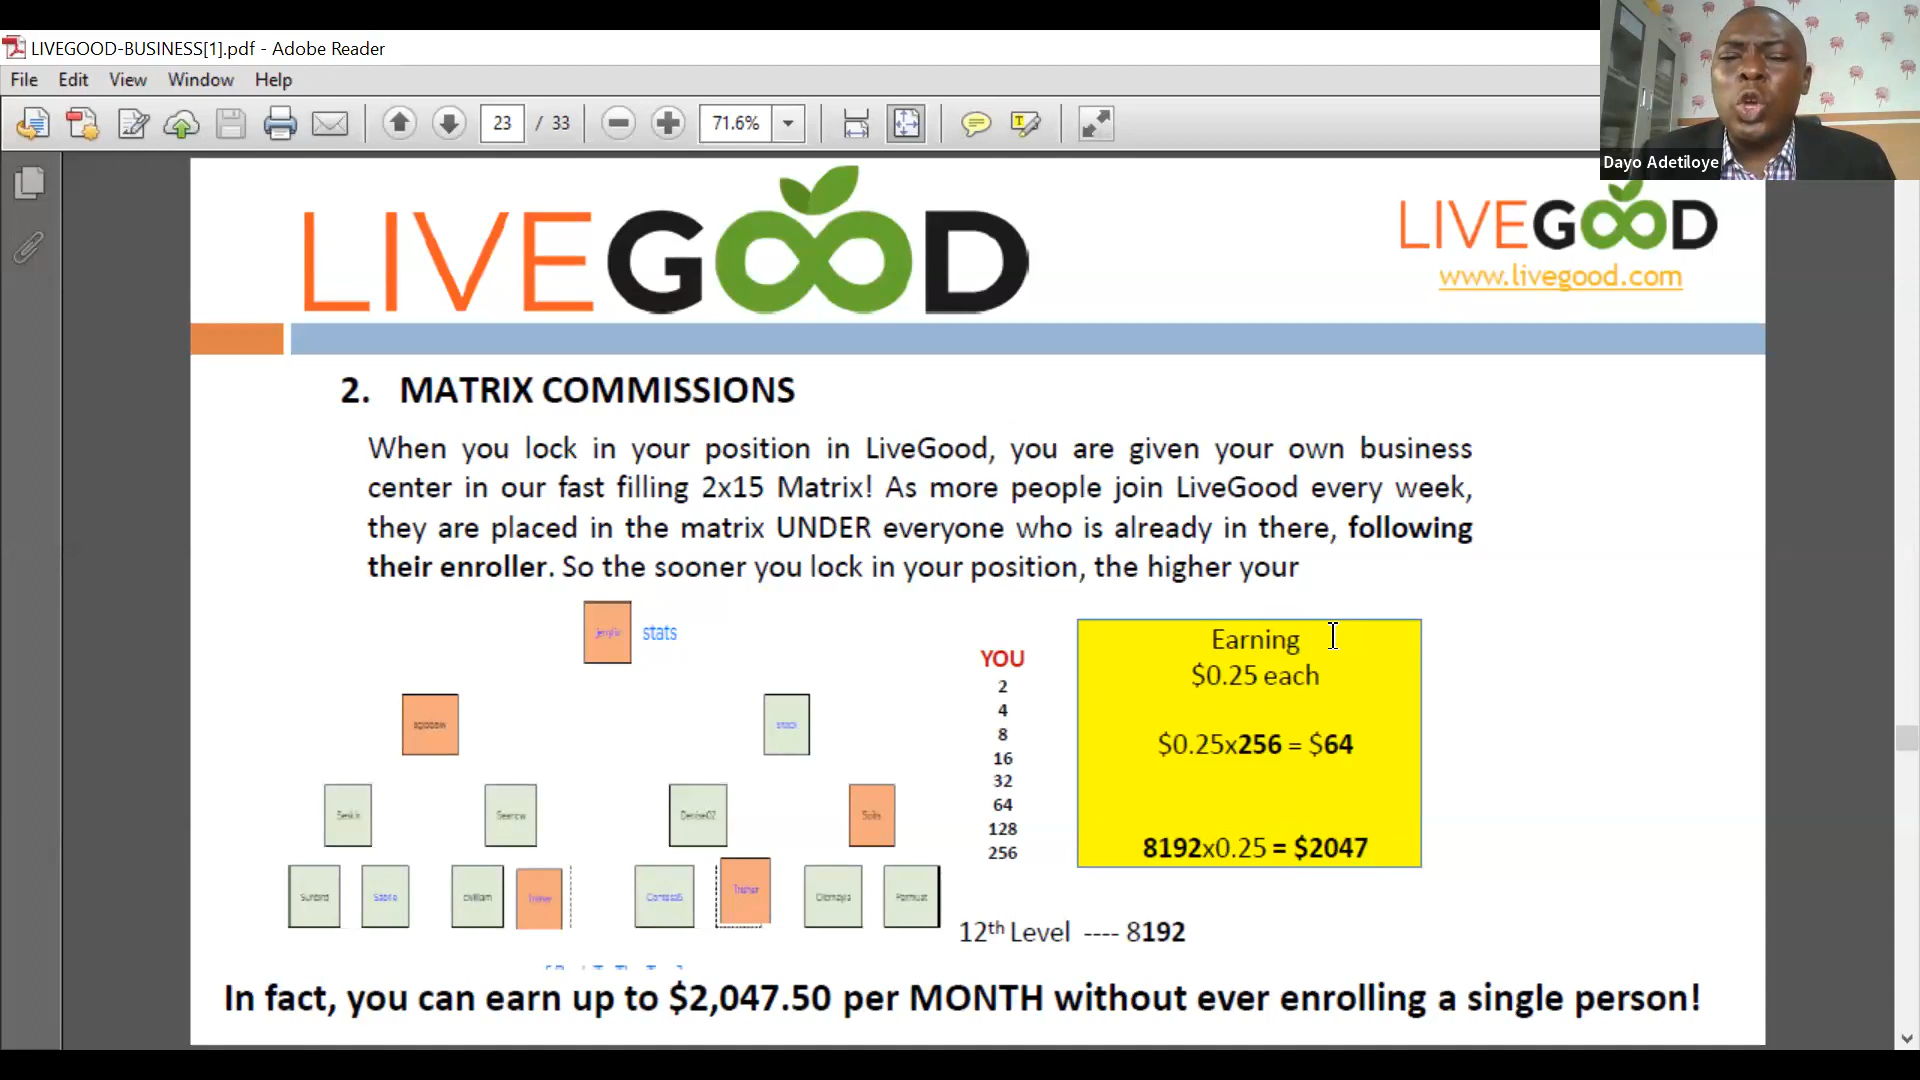 LIVEGOOD-BUSINESS[1].pdf - Adobe Reader
File Edit View Window Help
23 / 33 71.6%
Dayo Adetiloye
LIVEGOOD
LIVEGOOD
www.livegood.com
2. MATRIX COMMISSIONS
When you lock in your position in LiveGood, you are given your own business
center in our fast filling 2x15 Matrix! As more people join LiveGood every week,
they are placed in the matrix UNDER everyone who is already in there, following
their enroller. So the sooner you lock in your position, the higher your
stats
Denise02
Solis
Sunbird
civilliam
Trainer
YOU
2
4
8
16
32
64
128
256
Earning
$0.25 each
$0.25x256 = $64
8192x0.25 = $2047
12th Level ---- 8192
In fact, you can earn up to $2,047.50 per MONTH without ever enrolling a single person!